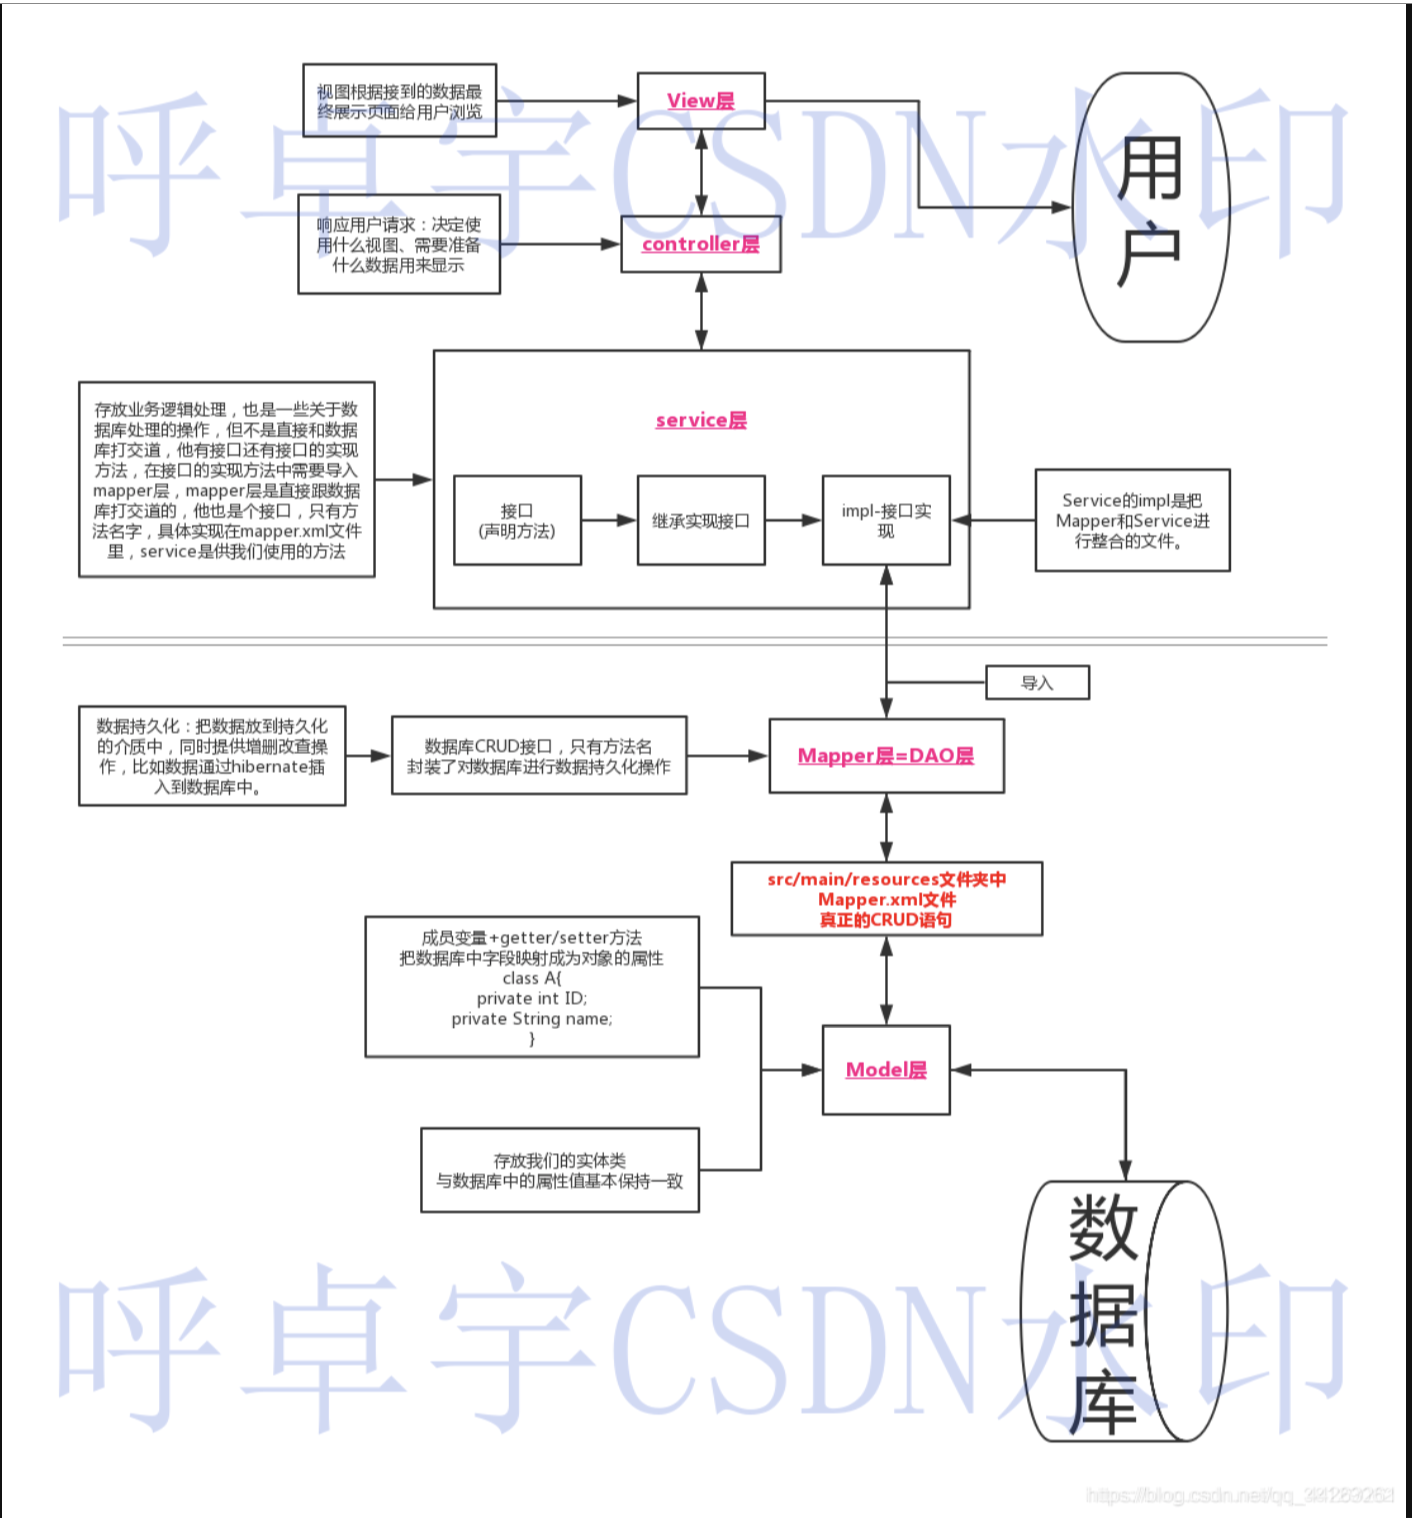 视图根据接到的数据最
终展示页面给用户浏览
View层
用
户
响应用户请求：决定使
用什么视图、需要准备
什么数据用来显示
controller层
存放业务逻辑处理，也是一些关于数
据库处理的操作，但不是直接和数据
库打交道，他有接口还有接口的实现
方法，在接口的实现方法中需要导入
mapper层，mapper层是直接跟数据
库打交道的，他也是个接口，只有方
法名字，具体实现在mapper.xml文件
里，service是供我们使用的方法
service层
接口
(声明方法)
继承实现接口
impl-接口实
现
Service的impl是把
Mapper和Service进
行整合的文件。
导入
数据持久化：把数据放到持久化
的介质中，同时提供增删改查操
作，比如数据通过hibernate插
入到数据库中。
数据库CRUD接口，只有方法名
封装了对数据库进行数据持久化操作
Mapper层=DAO层
src/main/resources文件夹中
Mapper.xml文件
真正的CRUD语句
成员变量+getter/setter方法
把数据库中字段映射成为对象的属性
class A{
private int ID;
private String name;
}
Model层
存放我们的实体类
与数据库中的属性值基本保持一致
数
据
库
呼卓宇CSDN水印
呼卓宇CSDN水印